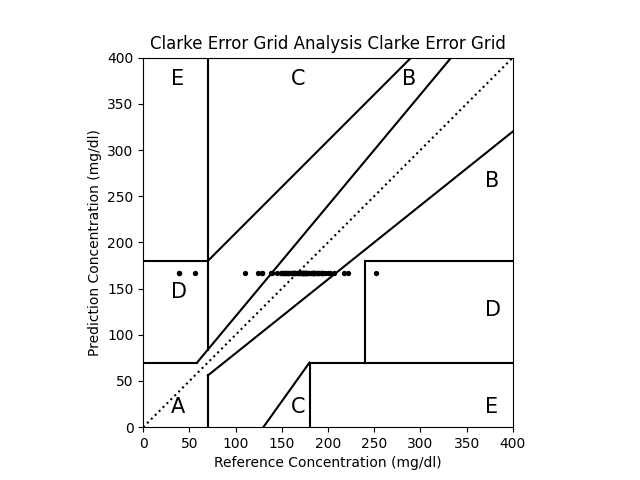 Clarke Error Grid Analysis Clarke Error Grid
400
350
300
250
200
150
100
50
0
Prediction Concentration (mg/dl)
E
C
B
B
D
D
A
C
E
0 50 100 150 200 250 300 350 400
Reference Concentration (mg/dl)